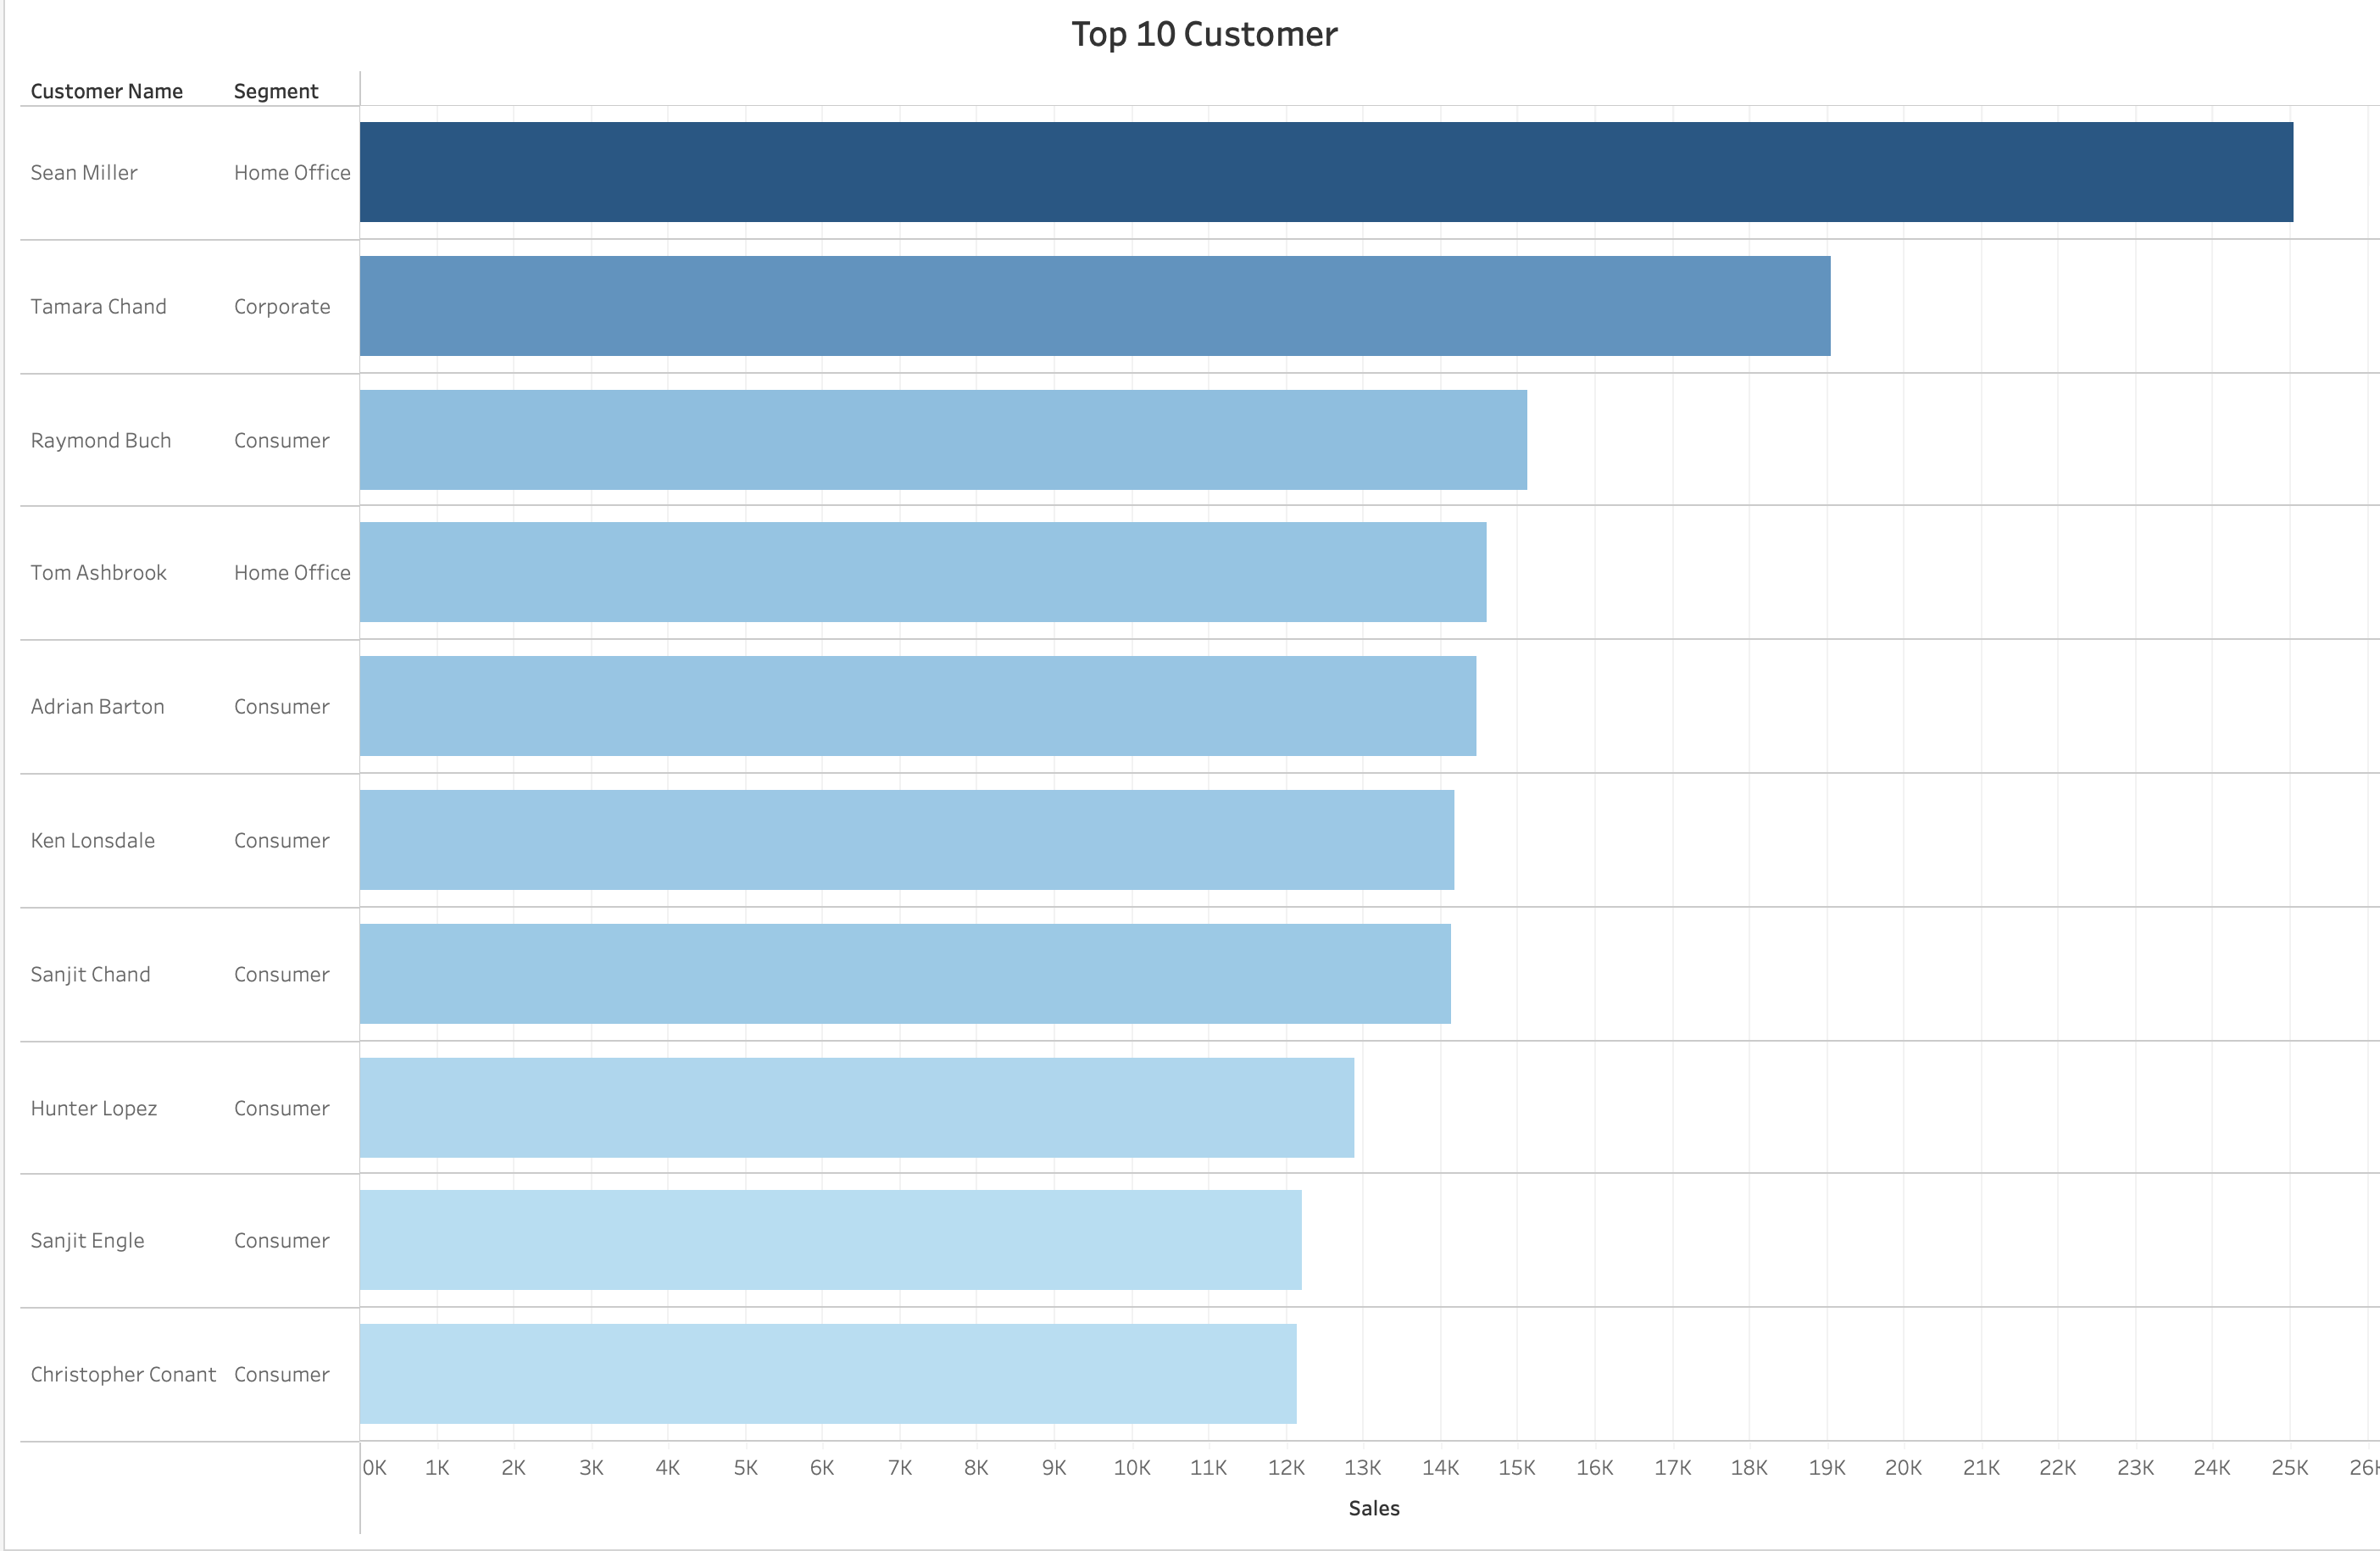 Top 10 Customer
Customer Name Segment
Sean Miller Home Office
Tamara Chand Corporate
Raymond Buch Consumer
Tom Ashbrook Home Office
Adrian Barton Consumer
Ken Lonsdale Consumer
Sanjit Chand Consumer
Hunter Lopez Consumer
Sanjit Engle Consumer
Christopher Conant Consumer
0K 1K 2K 3K 4K 5K 6K 7K 8K 9K 10K 11K 12K 13K 14K 15K 16K 17K 18K 19K 20K 21K 22K 23K 24K 25K 26K
Sales